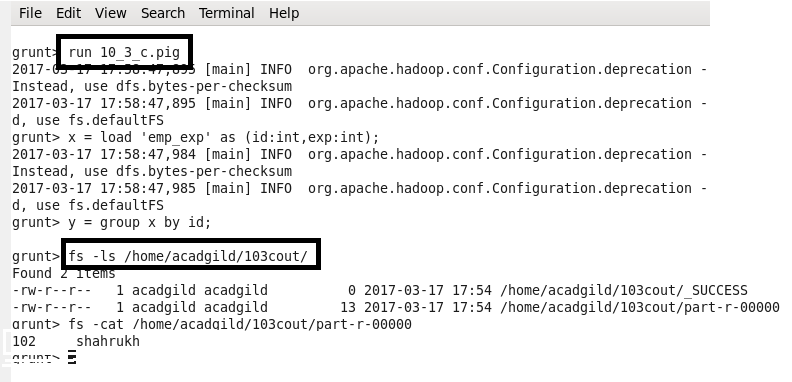 File Edit View Search Terminal Help
grunt> run 10_3_c.pig
2017-03-17 17:58:47,895 [main] INFO  org.apache.hadoop.conf.Configuration.deprecation -
Instead, use dfs.bytes-per-checksum
2017-03-17 17:58:47,895 [main] INFO  org.apache.hadoop.conf.Configuration.deprecation -
d, use fs.defaultFS
grunt> x = load 'emp_exp' as (id:int,exp:int);
2017-03-17 17:58:47,984 [main] INFO  org.apache.hadoop.conf.Configuration.deprecation -
Instead, use dfs.bytes-per-checksum
2017-03-17 17:58:47,985 [main] INFO  org.apache.hadoop.conf.Configuration.deprecation -
d, use fs.defaultFS
grunt> y = group x by id;
grunt> fs -ls /home/acadgild/103cout/
Found 2 items
-rw-r--r--   1 acadgild acadgild          0 2017-03-17 17:54 /home/acadgild/103cout/_SUCCESS
-rw-r--r--   1 acadgild acadgild         13 2017-03-17 17:54 /home/acadgild/103cout/part-r-00000
grunt> fs -cat /home/acadgild/103cout/part-r-00000
102     shahrukh
grunt>